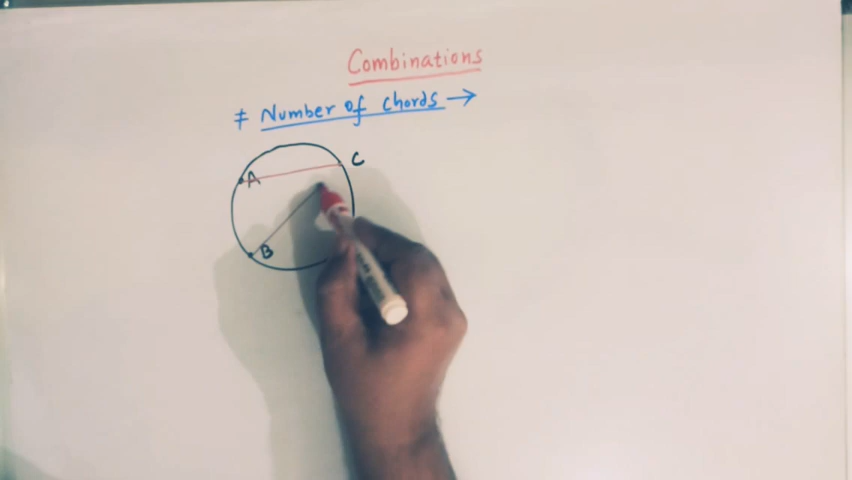 Combinations
≠ Number of chords →
A
C
B